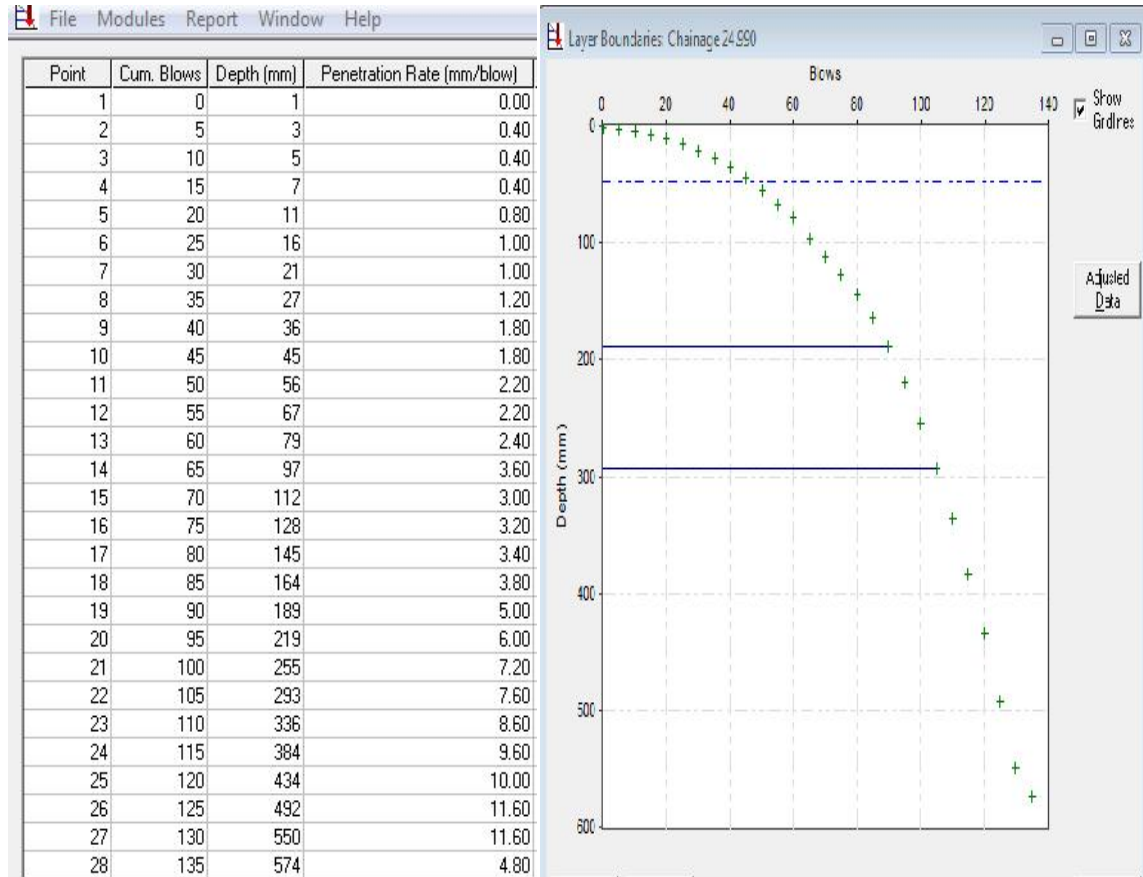 File Modules Report Window Help
Point Cum. Blows Depth (mm) Penetration Rate (mm/blow)
1 0 1 0.00
2 5 3 0.40
3 10 5 0.40
4 15 7 0.40
5 20 11 0.80
6 25 16 1.00
7 30 21 1.00
8 35 27 1.20
9 40 36 1.80
10 45 45 1.80
11 50 56 2.20
12 55 67 2.20
13 60 79 2.40
14 65 97 3.60
15 70 112 3.00
16 75 128 3.20
17 80 145 3.40
18 85 164 3.80
19 90 189 5.00
20 95 219 6.00
21 100 255 7.20
22 105 293 7.60
23 110 336 8.60
24 115 384 9.60
25 120 434 10.00
26 125 492 11.60
27 130 550 11.60
28 135 574 4.80
Layer Boundaries: Chainage 24.990
Blows
0 20 40 60 80 100 120 140
Show
Gridlines
0
100
200
300
400
500
600
Depth (mm)
Adjusted
Data